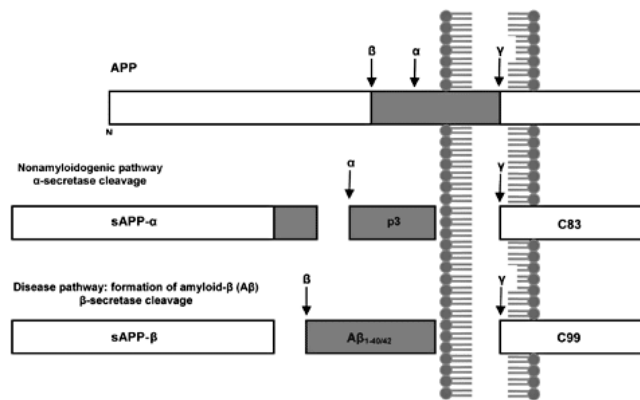 β α γ
APP
N
Nonamyloidogenic pathway
α-secretase cleavage
α γ
sAPP-α p3 C83
Disease pathway: formation of amyloid-β (Aβ)
β-secretase cleavage
β γ
sAPP-β Aβ1-40/42 C99